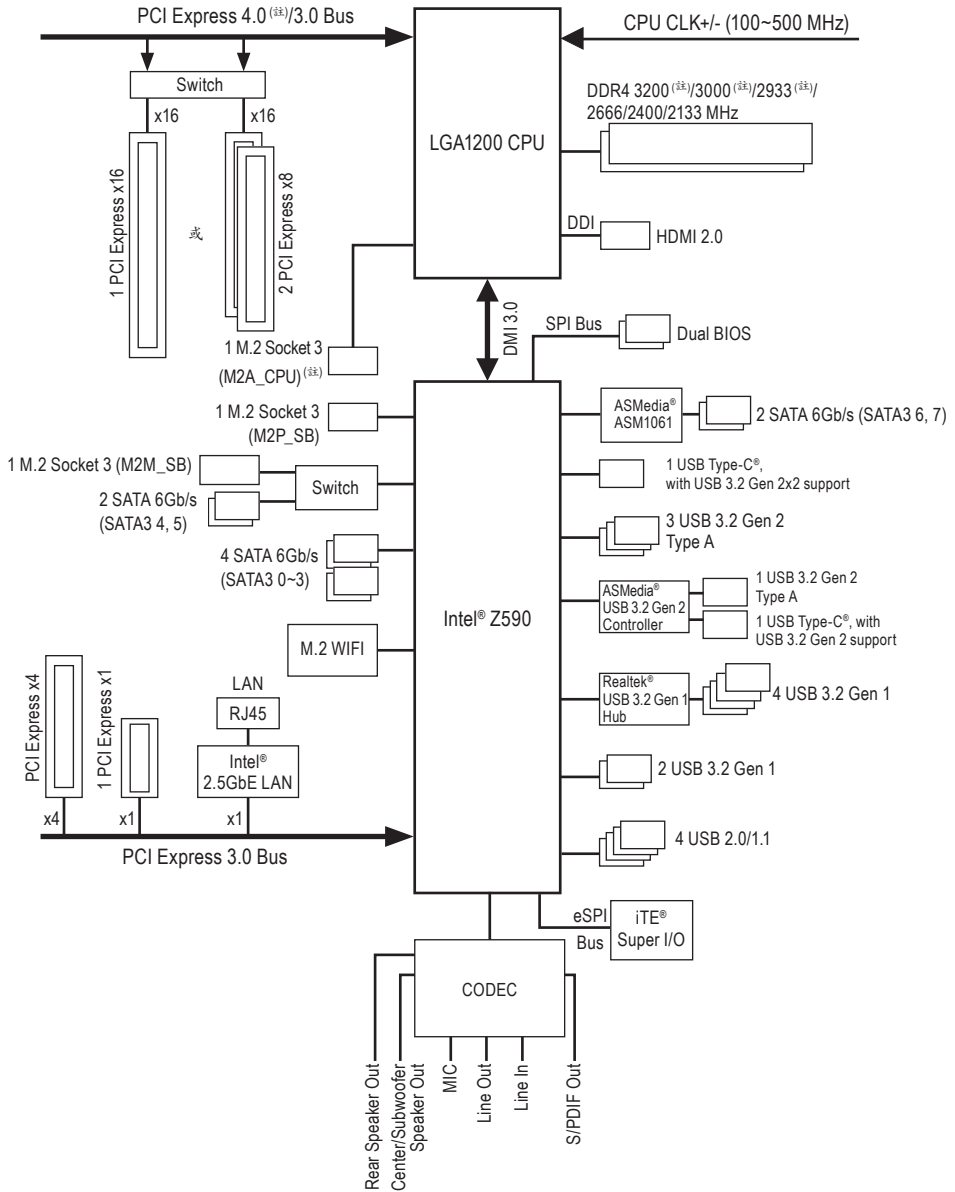 PCI Express 4.0 (註)/3.0 Bus
CPU CLK+/- (100~500 MHz)
Switch
x16
x16
1 PCI Express x16
或
2 PCI Express x8
LGA1200 CPU
DDR4 3200 (註)/3000 (註)/2933 (註)/
2666/2400/2133 MHz
DDI
HDMI 2.0
1 M.2 Socket 3
(M2A_CPU) (註)
DMI 3.0
SPI Bus
Dual BIOS
1 M.2 Socket 3
(M2P_SB)
1 M.2 Socket 3 (M2M_SB)
Switch
2 SATA 6Gb/s
(SATA3 4, 5)
4 SATA 6Gb/s
(SATA3 0~3)
M.2 WIFI
Intel® Z590
ASMedia®
ASM1061
2 SATA 6Gb/s (SATA3 6, 7)
1 USB Type-C®,
with USB 3.2 Gen 2x2 support
3 USB 3.2 Gen 2
Type A
ASMedia®
USB 3.2 Gen 2
Controller
1 USB 3.2 Gen 2
Type A
1 USB Type-C®, with
USB 3.2 Gen 2 support
Realtek®
USB 3.2 Gen 1
Hub
4 USB 3.2 Gen 1
2 USB 3.2 Gen 1
4 USB 2.0/1.1
PCI Express x4
1 PCI Express x1
LAN
RJ45
Intel®
2.5GbE LAN
x4
x1
x1
PCI Express 3.0 Bus
eSPI
Bus
iTE®
Super I/O
CODEC
Rear Speaker Out
Center/Subwoofer
Speaker Out
MIC
Line Out
Line In
S/PDIF Out